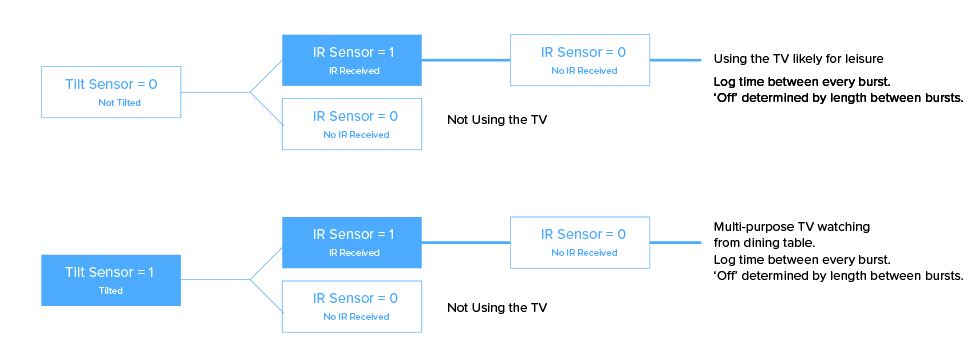 Tilt Sensor = 0
Not Tilted
IR Sensor = 1
IR Received
IR Sensor = 0
No IR Received
Using the TV likely for leisure
Log time between every burst.
‘Off’ determined by length between bursts.
IR Sensor = 0
No IR Received
Not Using the TV
Tilt Sensor = 1
Tilted
IR Sensor = 1
IR Received
IR Sensor = 0
No IR Received
Multi-purpose TV watching
from dining table.
Log time between every burst.
‘Off’ determined by length between bursts.
IR Sensor = 0
No IR Received
Not Using the TV